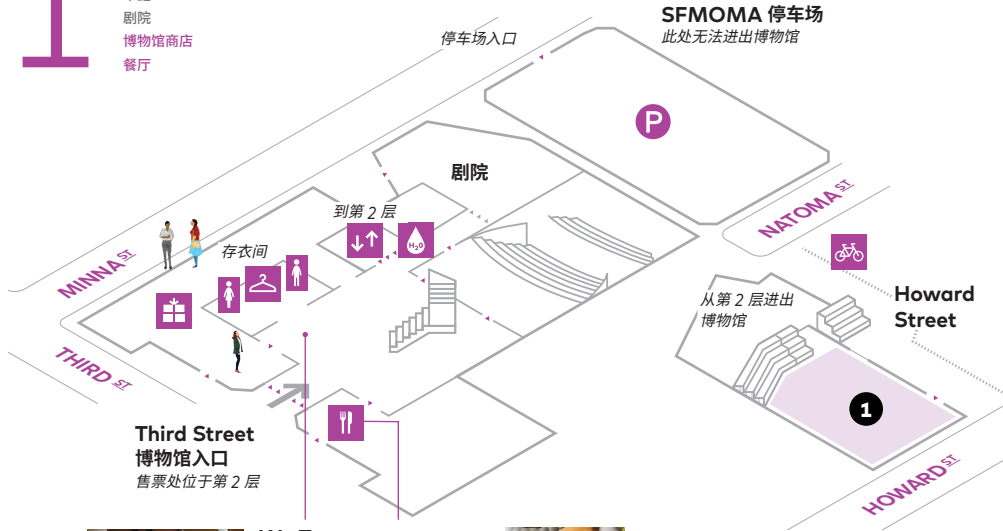 1
剧院
博物馆商店
餐厅
SFMOMA 停车场
此处无法进出博物馆
停车场入口
P
剧院
到第 2 层
H₂O
存衣间
MINNA ST
THIRD ST
NATOMA ST
从第 2 层进出
博物馆
Howard
Street
1
Third Street
博物馆入口
售票处位于第 2 层
HOWARD ST